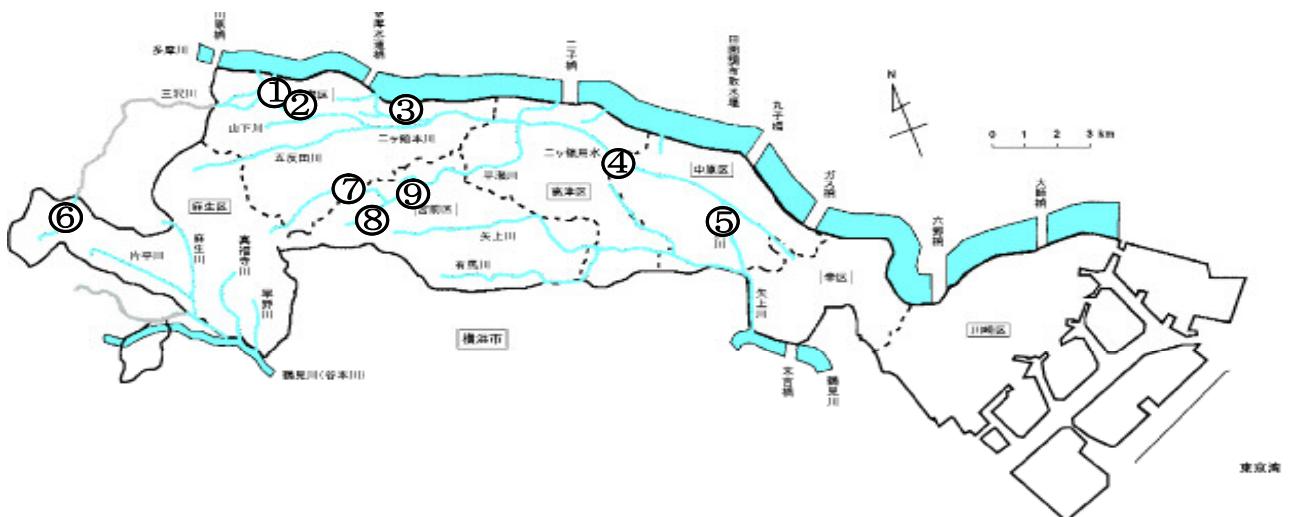 多摩川
二子橋
丸子橋
ガス橋
六郷橋
大師橋
N
0 1 2 3 km
三沢川
①
②
③
山下川
二ヶ領本川
五反田川
二ヶ領用水
④
中原区
平瀬川
高津区
⑦
⑨
⑧
⑥
⑤
麻生区
宮前区
矢上川
有馬川
片平川
麻生川
真福寺川
早野川
幸区
矢上川
川崎区
横浜市
鶴見川(谷本川)
末吉橋
鶴見川
東京湾